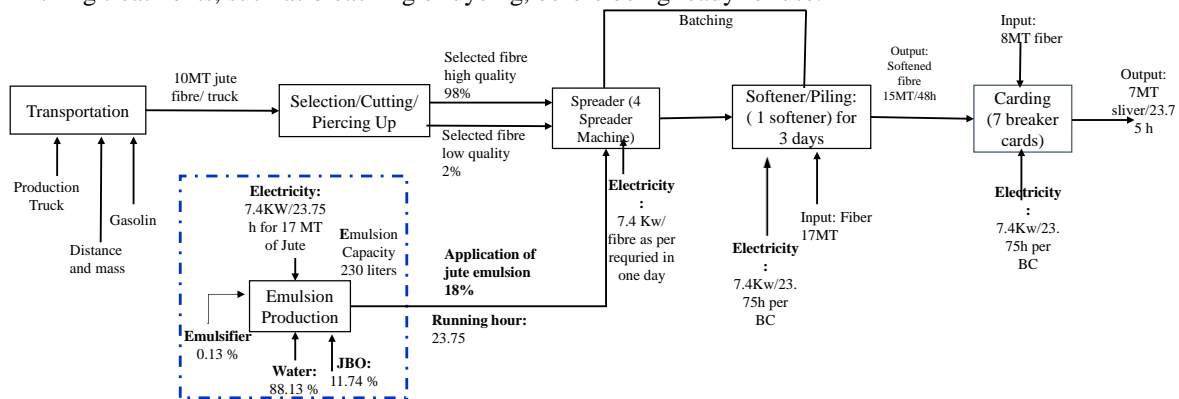 Batching
Input:
8MT fiber
10MT jute
fibre/ truck
Selected fibre
high quality
98%
Output:
Softened
fibre
15MT/48h
Output:
7MT
sliver/23.7
5 h
Transportation
Selection/Cutting/
Piercing Up
Spreader (4
Spreader
Machine)
Softener/Piling:
( 1 softener) for
3 days
Carding
(7 breaker
cards)
Selected fibre
low quality
2%
Production
Truck
Gasolin
Distance
and mass
Electricity:
7.4KW/23.75
h for 17 MT
of Jute
Emulsion
Capacity
230 liters
Emulsion
Production
Emulsifier
0.13 %
Water:
88.13 %
JBO:
11.74 %
Application of
jute emulsion
18%
Running hour:
23.75
Electricity
:
7.4 Kw/
fibre as per
requried in
one day
Electricity
:
7.4Kw/23.
75h per
BC
Input: Fiber
17MT
Electricity
:
7.4Kw/23.
75h per
BC